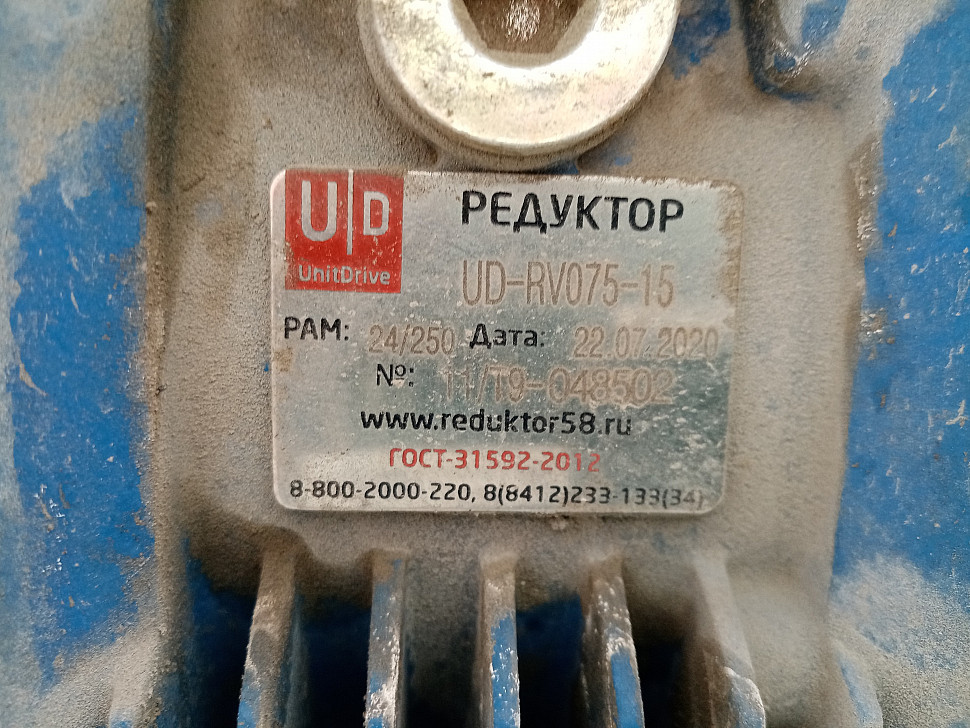 U|D
UnitDrive
РЕДУКТОР
UD-RV075-15
РАМ: 24/250 Дата: 22.07.2020
№: 11/Т9-048502
www.reduktor58.ru
ГОСТ-31592-2012
8-800-2000-220, 8(8412)233-133(34)